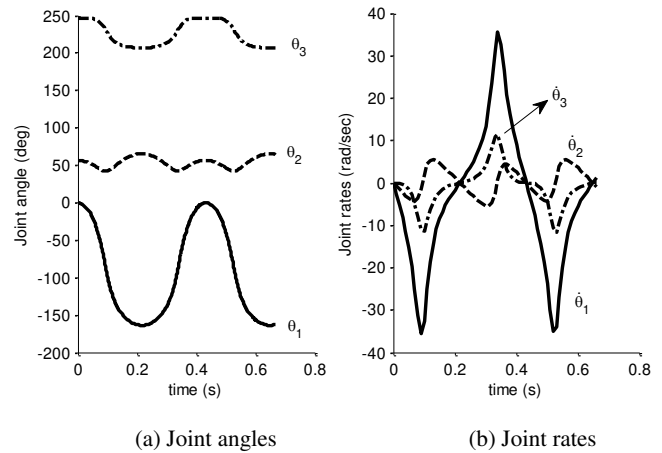 250
200
150
100
50
0
-50
-100
-150
-200
Joint angle (deg)
θ3
θ2
θ1
0 0.2 0.4 0.6 0.8
time (s)
(a) Joint angles
40
30
20
10
0
-10
-20
-30
-40
Joint rates (rad/sec)
θ̇3
θ̇2
θ̇1
0 0.2 0.4 0.6 0.8
time (s)
(b) Joint rates